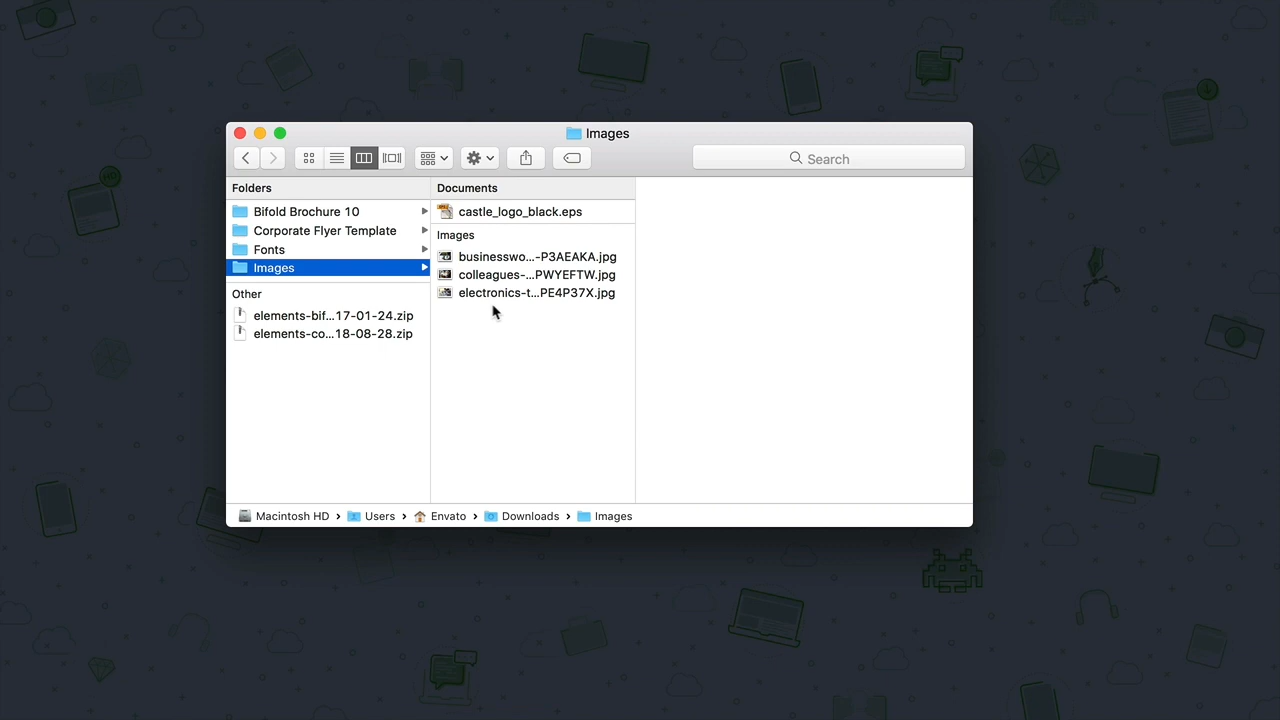 Images
Search
Folders
Bifold Brochure 10
Corporate Flyer Template
Fonts
Images
Other
elements-bif...17-01-24.zip
elements-co...18-08-28.zip
Documents
castle_logo_black.eps
Images
businesswo...-P3AEAKA.jpg
colleagues-...PWYEFTW.jpg
electronics-t...PE4P37X.jpg
Macintosh HD › Users › Envato › Downloads › Images